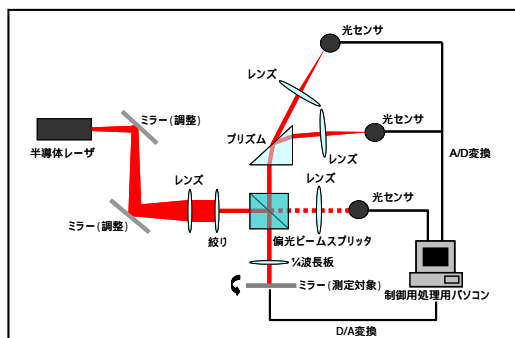 光センサ
レンズ
ミラー(調整)
半導体レーザ
プリズム
光センサ
レンズ
A/D変換
レンズ
レンズ
光センサ
ミラー(調整)
絞り
偏光ビームスプリッタ
¼波長板
ミラー(測定対象)
制御用処理用パソコン
D/A変換